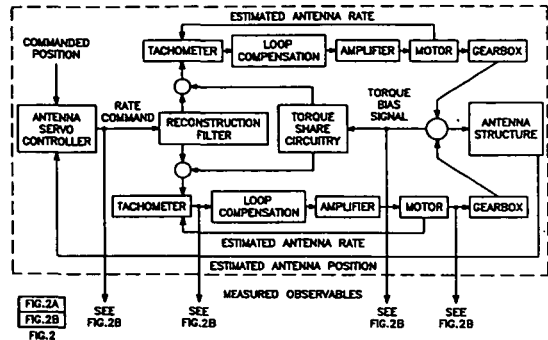 ESTIMATED ANTENNA RATE
COMMANDED
POSITION
TACHOMETER
LOOP
COMPENSATION
AMPLIFIER
MOTOR
GEARBOX
ANTENNA
SERVO
CONTROLLER
RATE
COMMAND
RECONSTRUCTION
FILTER
TORQUE
SHARE
CIRCUITRY
TORQUE
BIAS
SIGNAL
ANTENNA
STRUCTURE
TACHOMETER
LOOP
COMPENSATION
AMPLIFIER
MOTOR
GEARBOX
ESTIMATED ANTENNA RATE
ESTIMATED ANTENNA POSITION
MEASURED OBSERVABLES
SEE
FIG.2B
SEE
FIG.2B
SEE
FIG.2B
SEE
FIG.2B
FIG.2A
FIG.2B
FIG.2